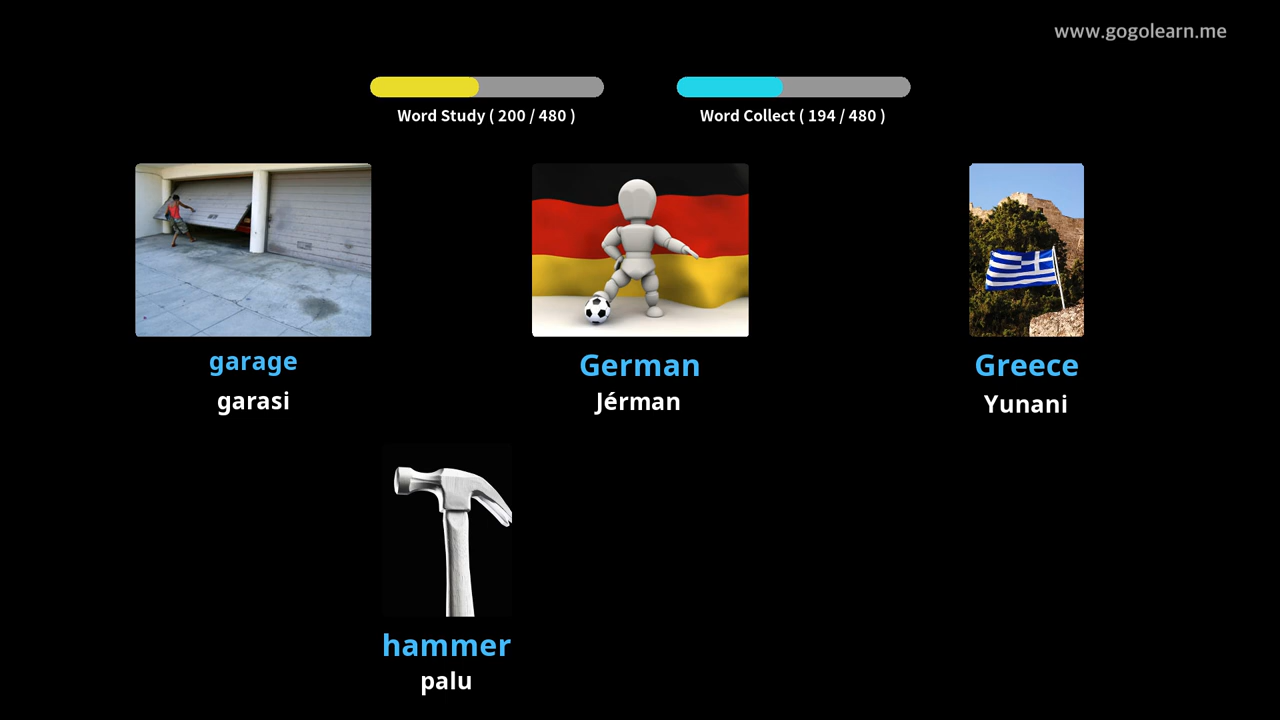 www.gogolearn.me
Word Study ( 200 / 480 )
Word Collect ( 194 / 480 )
garage
garasi
German
Jérman
Greece
Yunani
hammer
palu